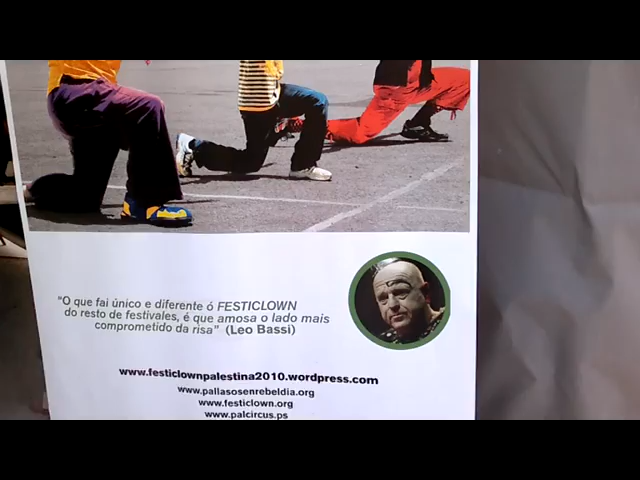 "O que fai único e diferente ó FESTICLOWN
do resto de festivales, é que amosa o lado mais
comprometido da risa" (Leo Bassi)
www.festiclownpalestina2010.wordpress.com
www.pallasosenrebeldia.org
www.festiclown.org
www.palcircus.ps